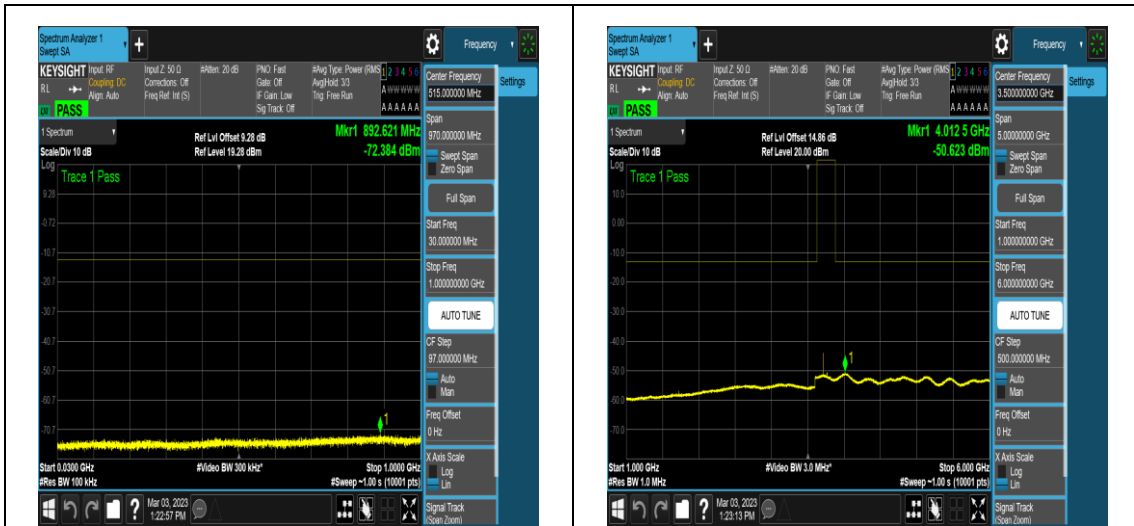 Spectrum Analyzer 1
Swept SA
+
Frequency
KEYSIGHT
RL
PASS
Input: RF
Coupling: DC
Align: Auto
Input Z: 50 Ω
Corrections: Off
Freq Ref: Int (S)
#Atten: 20 dB
PNO: Fast
Gate: Off
IF Gain: Low
Sig Track: Off
#Avg Type: Power (RMS
Avg|Hold: 3/3
Trig: Free Run
1 2 3 4 5 6
A W W W W W
A A A A A A
Center Frequency
515.000000 MHz
Settings
Span
970.000000 MHz
Swept Span
Zero Span
Full Span
Start Freq
30.000000 MHz
Stop Freq
1.000000000 GHz
AUTO TUNE
CF Step
97.000000 MHz
Auto
Man
Freq Offset
0 Hz
X Axis Scale
Log
Lin
Signal Track
(Span Zoom)
1 Spectrum
Scale/Div 10 dB
Log
Ref Lvl Offset 9.28 dB
Ref Level 19.28 dBm
Mkr1 892.621 MHz
-72.384 dBm
Trace 1 Pass
9.28
-0.72
-10.7
-20.7
-30.7
-40.7
-50.7
-60.7
-70.7
1
Start 0.0300 GHz
#Res BW 100 kHz
#Video BW 300 kHz*
Stop 1.0000 GHz
#Sweep ~1.00 s (10001 pts)
?
Mar 03, 2023
1:22:57 PM
Spectrum Analyzer 1
Swept SA
+
Frequency
KEYSIGHT
RL
PASS
Input: RF
Coupling: DC
Align: Auto
Input Z: 50 Ω
Corrections: Off
Freq Ref: Int (S)
#Atten: 20 dB
PNO: Fast
Gate: Off
IF Gain: Low
Sig Track: Off
#Avg Type: Power (RMS
Avg|Hold: 3/3
Trig: Free Run
1 2 3 4 5 6
A W W W W W
A A A A A A
Center Frequency
3.500000000 GHz
Settings
Span
5.00000000 GHz
Swept Span
Zero Span
Full Span
Start Freq
1.000000000 GHz
Stop Freq
6.000000000 GHz
AUTO TUNE
CF Step
500.000000 MHz
Auto
Man
Freq Offset
0 Hz
X Axis Scale
Log
Lin
Signal Track
(Span Zoom)
1 Spectrum
Scale/Div 10 dB
Log
Ref Lvl Offset 14.86 dB
Ref Level 20.00 dBm
Mkr1 4.012 5 GHz
-50.623 dBm
Trace 1 Pass
10.0
0.00
-10.0
-20.0
-30.0
-40.0
-50.0
-60.0
-70.0
1
Start 1.000 GHz
#Res BW 1.0 MHz
#Video BW 3.0 MHz*
Stop 6.000 GHz
#Sweep ~1.00 s (10001 pts)
?
Mar 03, 2023
1:23:13 PM